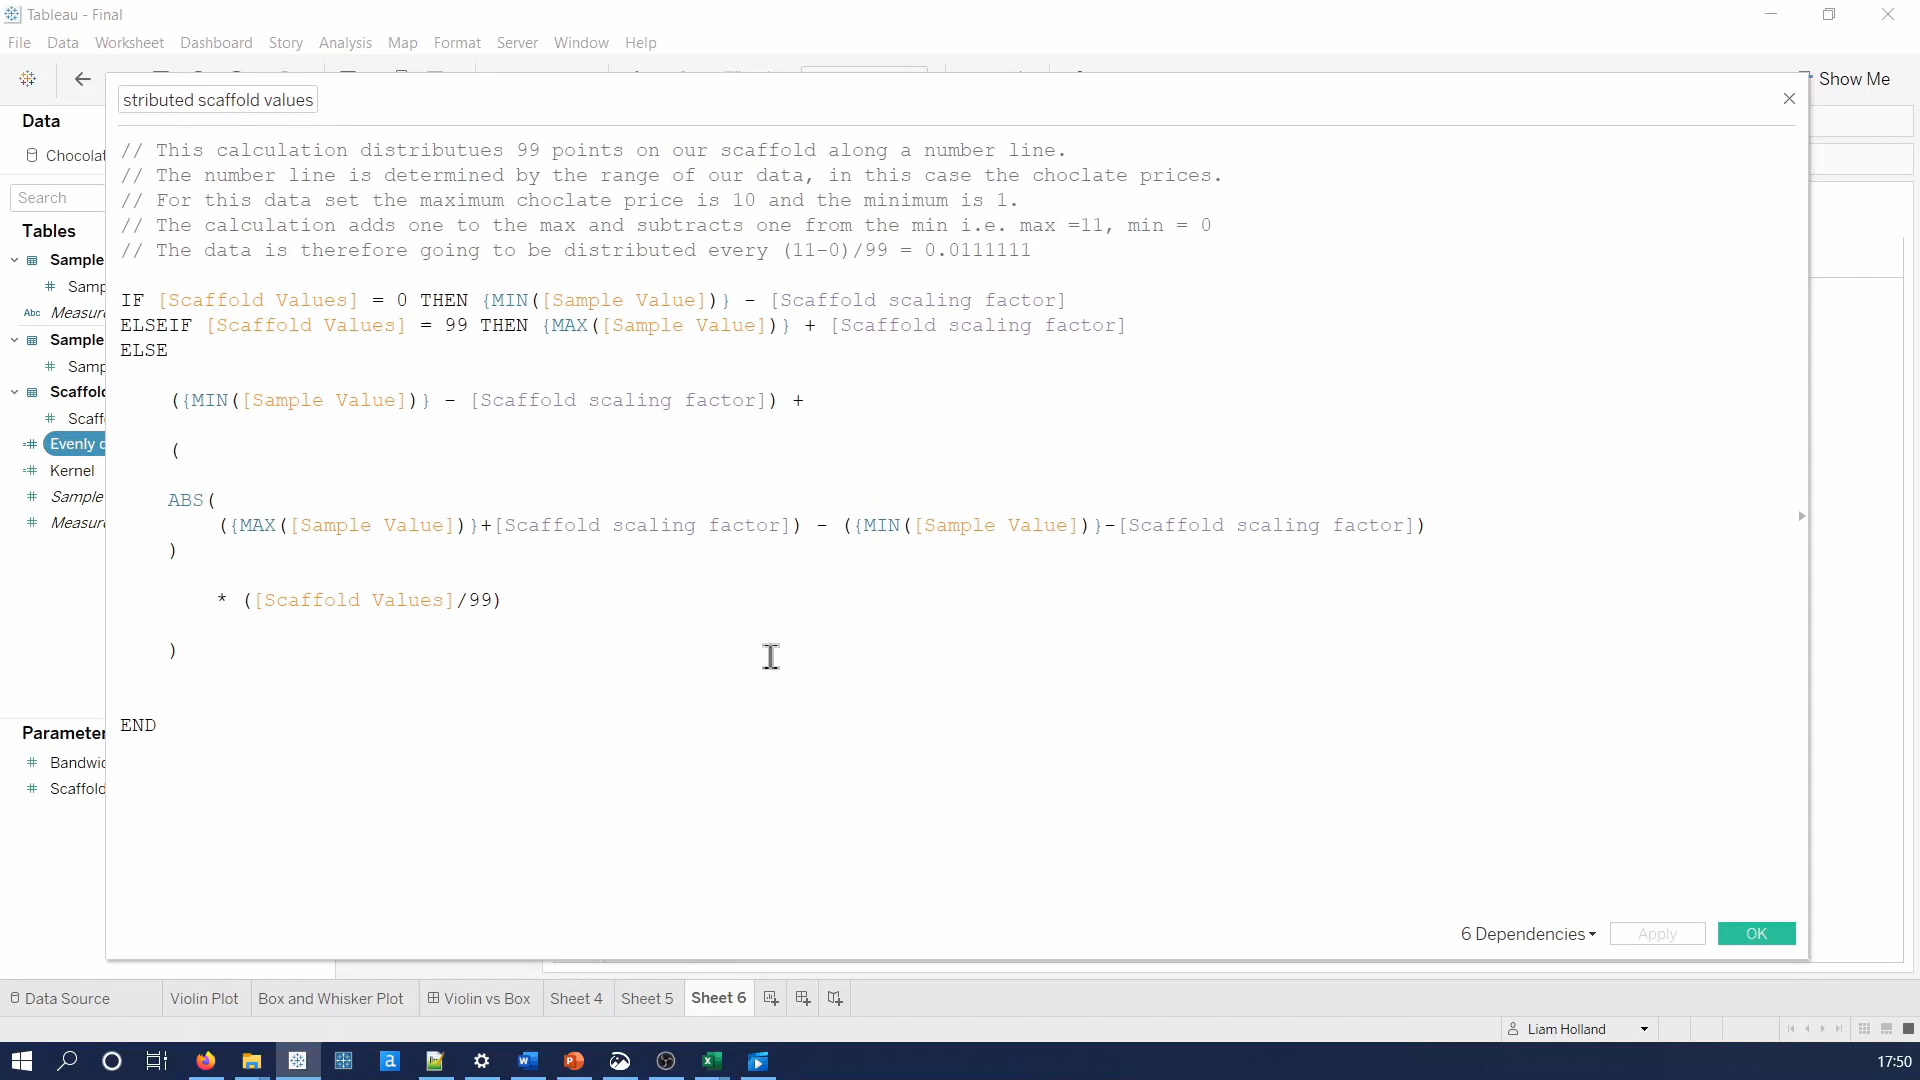 Tableau - Final
File Data Worksheet Dashboard Story Analysis Map Format Server Window Help
Show Me
stributed scaffold values
Data
Chocolat
Search
Tables
Sample
Samp
Abc Measure
Sample
Samp
Scaffold
Scaff
Evenly d
Kernel
Sample
Measure
Parameter
Bandwid
Scaffold
// This calculation distributues 99 points on our scaffold along a number line.
// The number line is determined by the range of our data, in this case the choclate prices.
// For this data set the maximum choclate price is 10 and the minimum is 1.
// The calculation adds one to the max and subtracts one from the min i.e. max =11, min = 0
// The data is therefore going to be distributed every (11-0)/99 = 0.0111111
IF [Scaffold Values] = 0 THEN {MIN([Sample Value])} - [Scaffold scaling factor]
ELSEIF [Scaffold Values] = 99 THEN {MAX([Sample Value])} + [Scaffold scaling factor]
ELSE
({MIN([Sample Value])} - [Scaffold scaling factor]) +
(
ABS(
({MAX([Sample Value])}+[Scaffold scaling factor]) - ({MIN([Sample Value])}-[Scaffold scaling factor])
)
* ([Scaffold Values]/99)
)
END
6 Dependencies Apply OK
Data Source Violin Plot Box and Whisker Plot Violin vs Box Sheet 4 Sheet 5 Sheet 6
Liam Holland
17:50